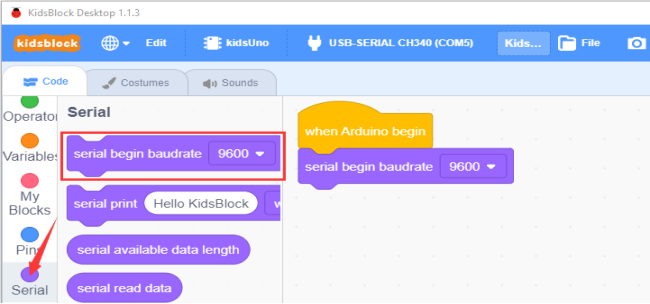 KidsBlock Desktop 1.1.3
kidsblock Edit kidsUno USB-SERIAL CH340 (COM5) Kids... File
Code Costumes Sounds
Operator
Variables
My
Blocks
Pins
Serial
Serial
serial begin baudrate 9600
serial print Hello KidsBlock
serial available data length
serial read data
when Arduino begin
serial begin baudrate 9600